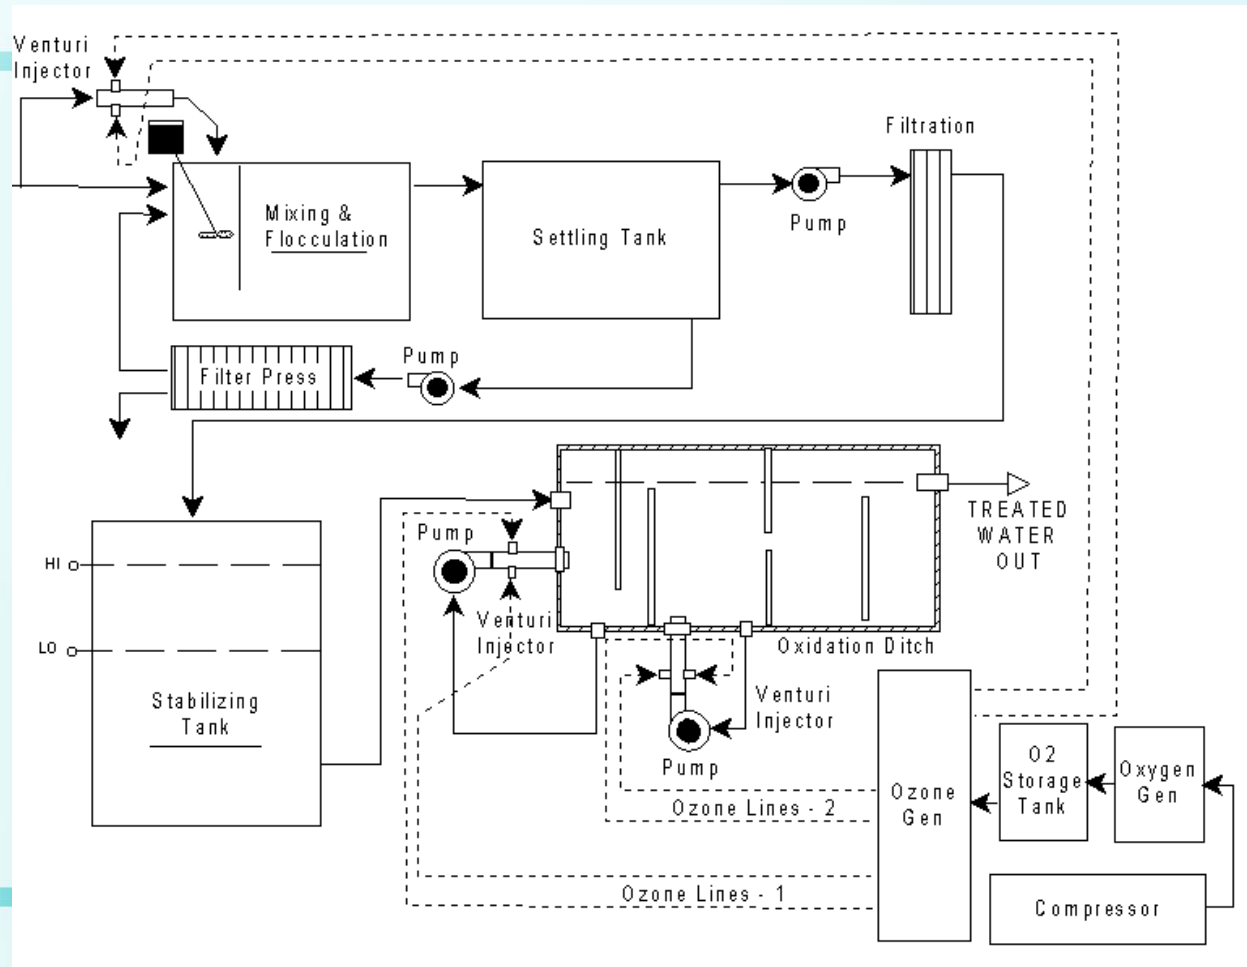 Venturi
Injector
Filtration
Mixing &
Flocculation
Settling Tank
Pump
Pump
Filter Press
HI
LO
Stabilizing
Tank
Pump
Venturi
Injector
TREATED
WATER
OUT
Oxidation Ditch
Venturi
Injector
Pump
Ozone Lines - 2
Ozone Lines - 1
Ozone
Gen
O2
Storage
Tank
Oxygen
Gen
Compressor